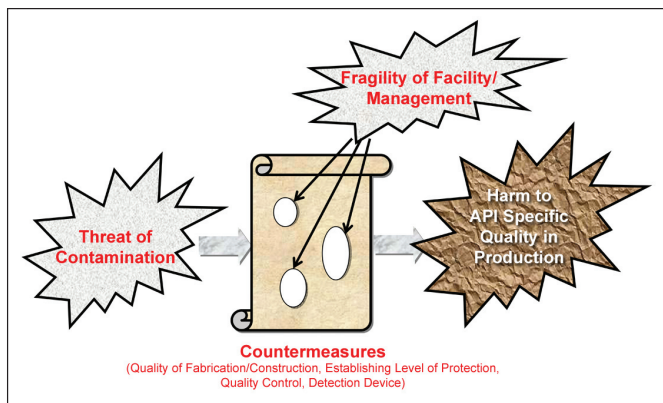 Fragility of Facility/
Management
Threat of
Contamination
Harm to
API Specific
Quality in
Production
Countermeasures
(Quality of Fabrication/Construction, Establishing Level of Protection,
Quality Control, Detection Device)